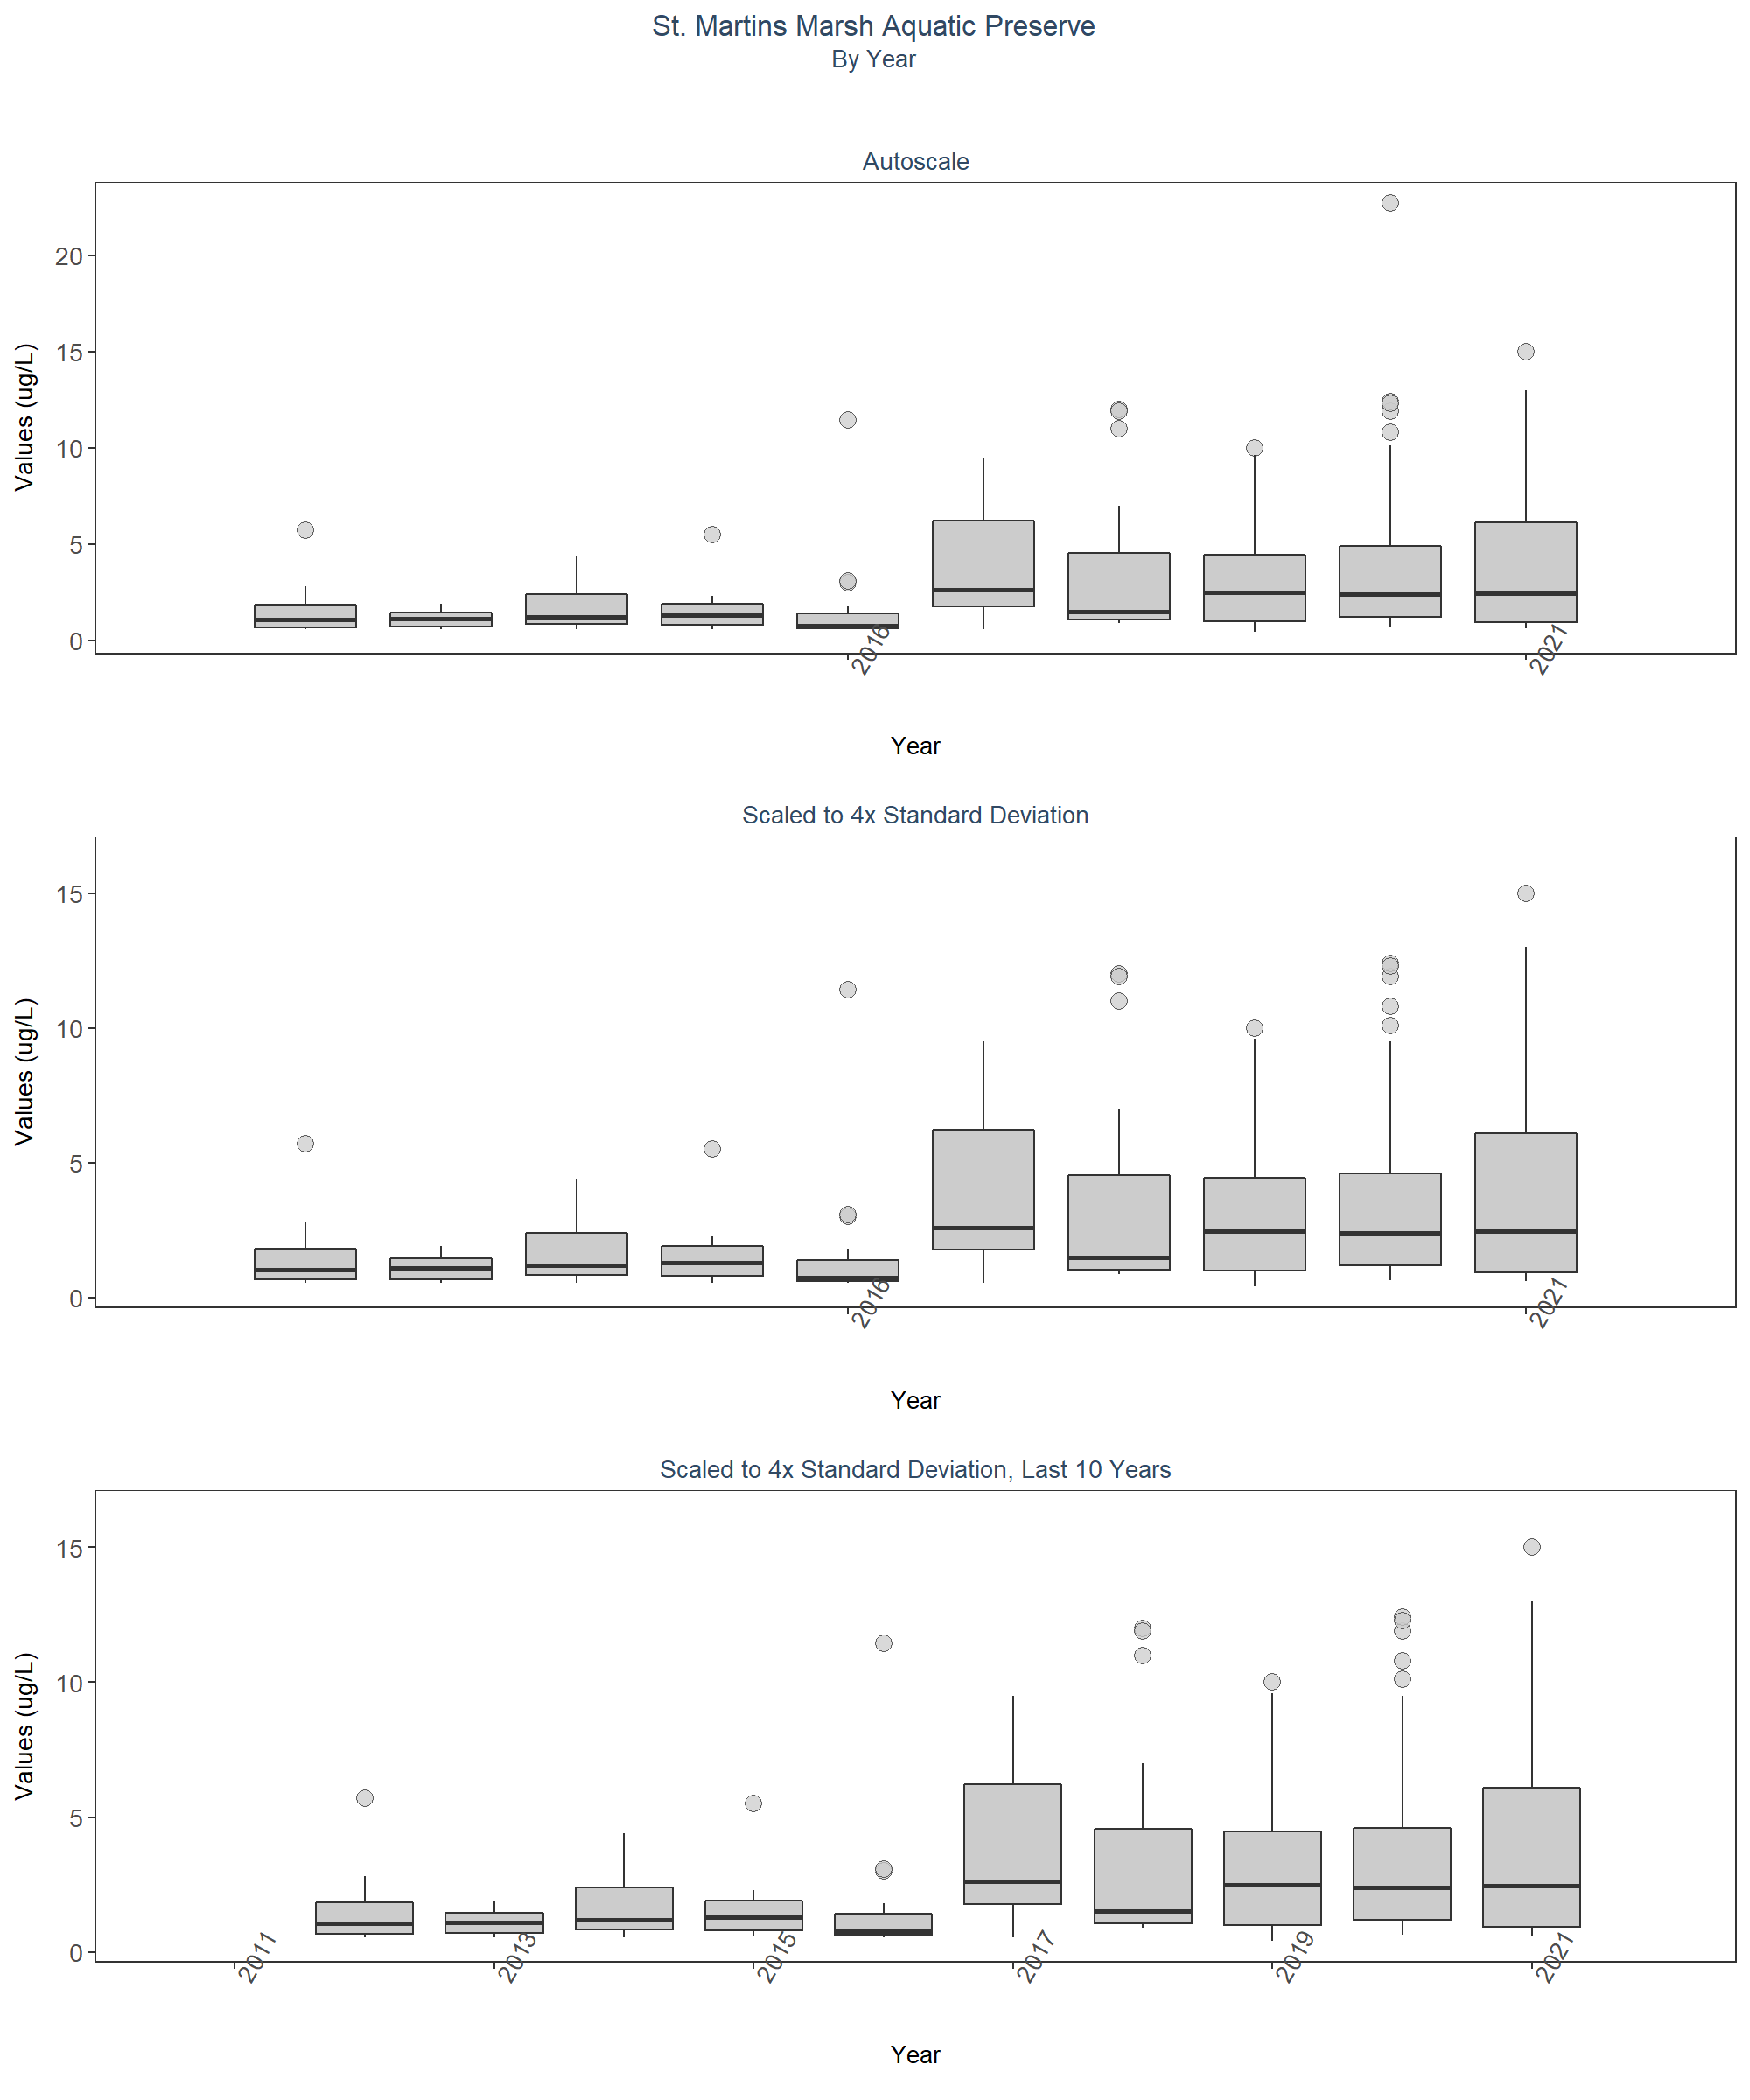 St. Martins Marsh Aquatic Preserve
By Year
Autoscale
Values (ug/L)
20
15
10
5
0
2016
2021
Year
Scaled to 4x Standard Deviation
Values (ug/L)
15
10
5
0
2016
2021
Year
Scaled to 4x Standard Deviation, Last 10 Years
Values (ug/L)
15
10
5
0
2011
2013
2015
2017
2019
2021
Year